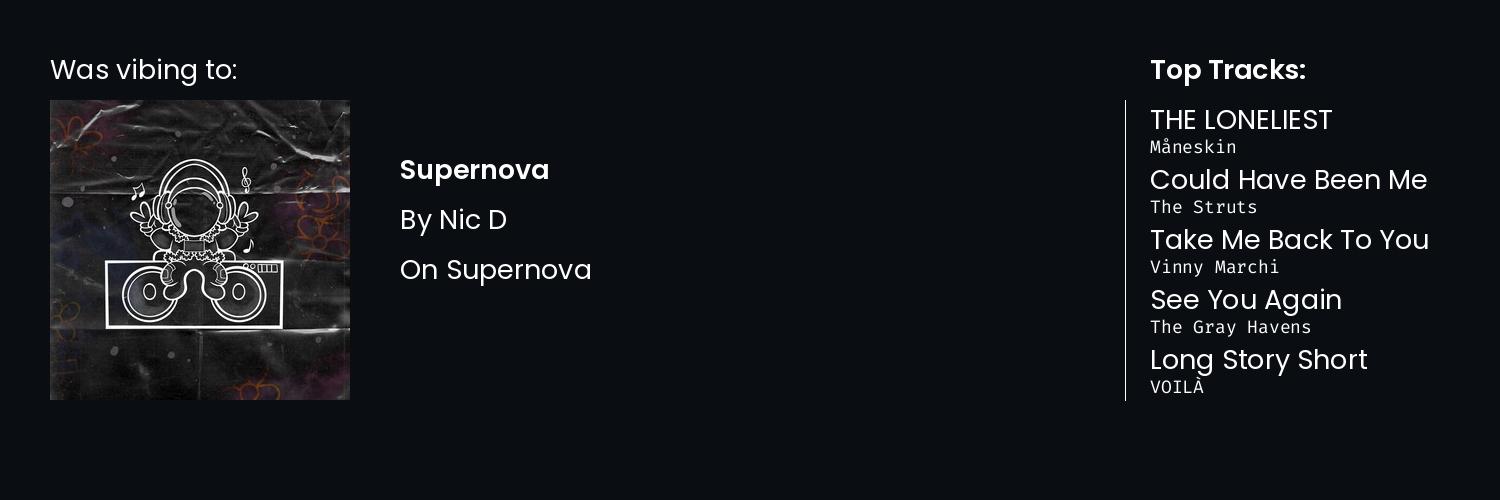 Was vibing to:
Supernova
By Nic D
On Supernova
Top Tracks:
THE LONELIEST
Måneskin
Could Have Been Me
The Struts
Take Me Back To You
Vinny Marchi
See You Again
The Gray Havens
Long Story Short
VOILÀ